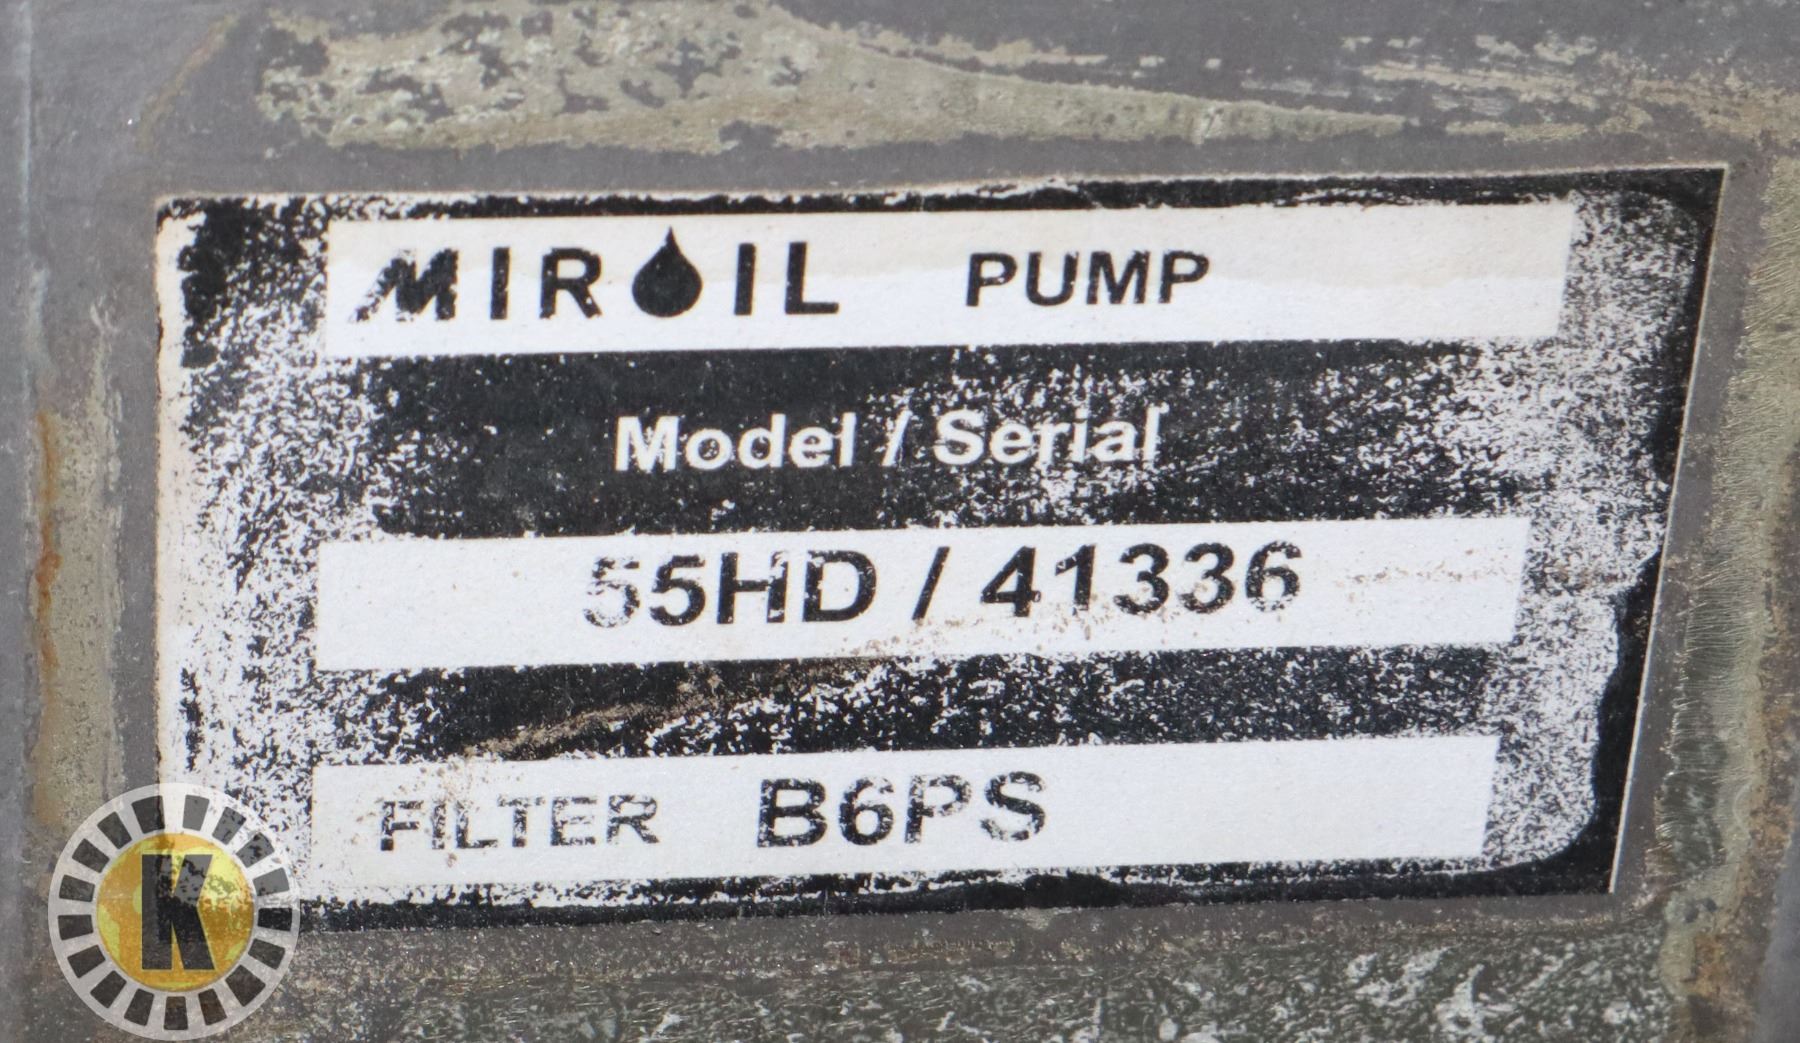 MIROIL PUMP
Model / Serial
55HD / 41336
FILTER B6PS
K